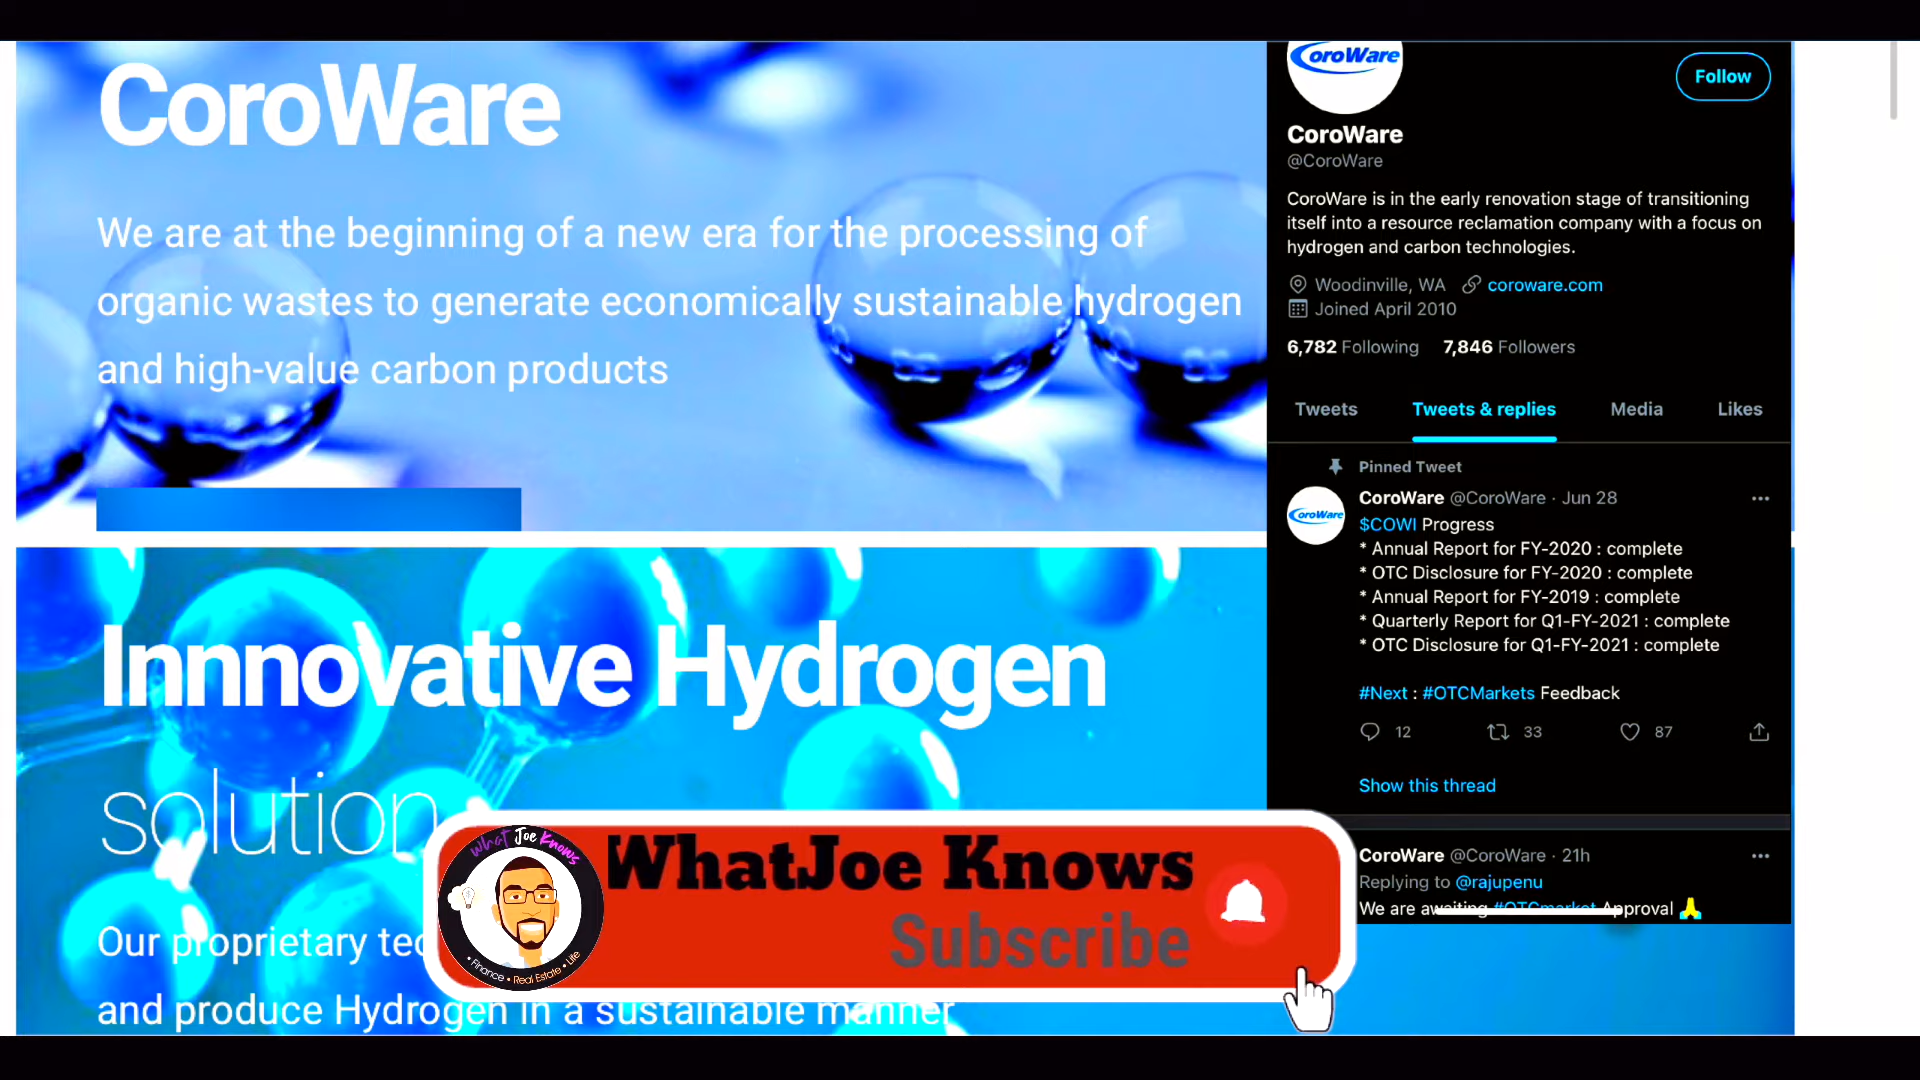 CoroWare
We are at the beginning of a new era for the processing of
organic wastes to generate economically sustainable hydrogen
and high-value carbon products
Innnovative Hydrogen
solution
Our proprietary
and produce Hydrogen in a sustainable manner
oroWare
Follow
CoroWare
@CoroWare
CoroWare is in the early renovation stage of transitioning
itself into a resource reclamation company with a focus on
hydrogen and carbon technologies.
Woodinville, WA coroware.com
Joined April 2010
6,782 Following 7,846 Followers
Tweets Tweets & replies Media Likes
Pinned Tweet
CoroWare @CoroWare · Jun 28 ...
oroWare
$COWI Progress
* Annual Report for FY-2020 : complete
* OTC Disclosure for FY-2020 : complete
* Annual Report for FY-2019 : complete
* Quarterly Report for Q1-FY-2021 : complete
* OTC Disclosure for Q1-FY-2021 : complete
#Next : #OTCMarkets Feedback
12 33 87
Show this thread
CoroWare @CoroWare · 21h ...
Replying to @rajupenu
We are awaiting #OTCmarket Approval 🙏
What Joe Knows
• Finance • Real Estate • Life
WhatJoe Knows
Subscribe